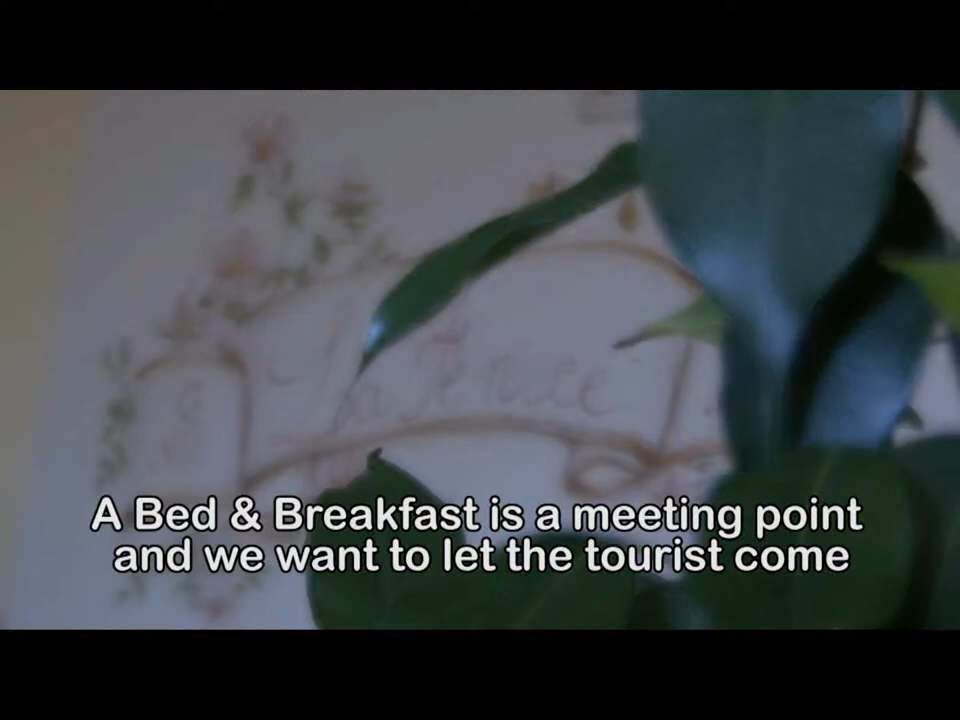 A Bed & Breakfast is a meeting point
and we want to let the tourist come